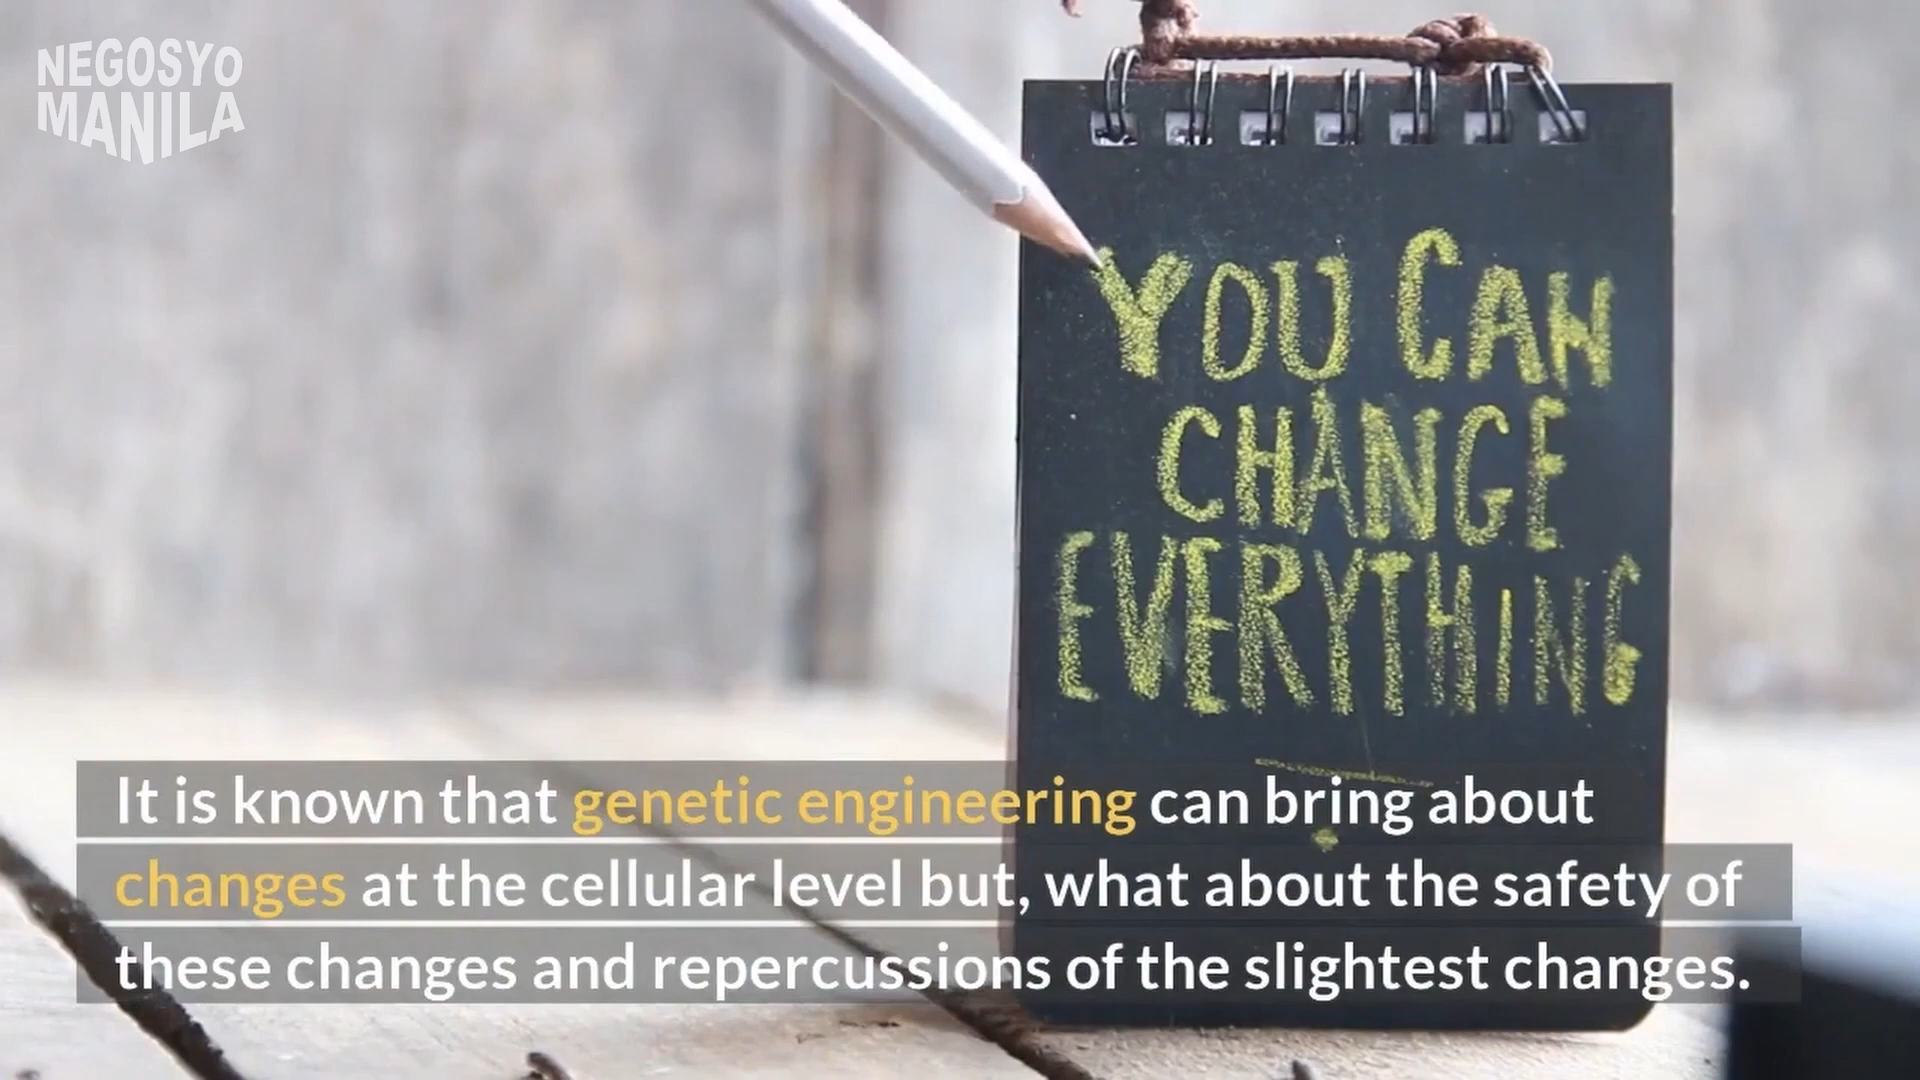 NEGOSYO
MANILA
YOU CAN
CHANGE
EVERYTHING
It is known that genetic engineering can bring about
changes at the cellular level but, what about the safety of
these changes and repercussions of the slightest changes.